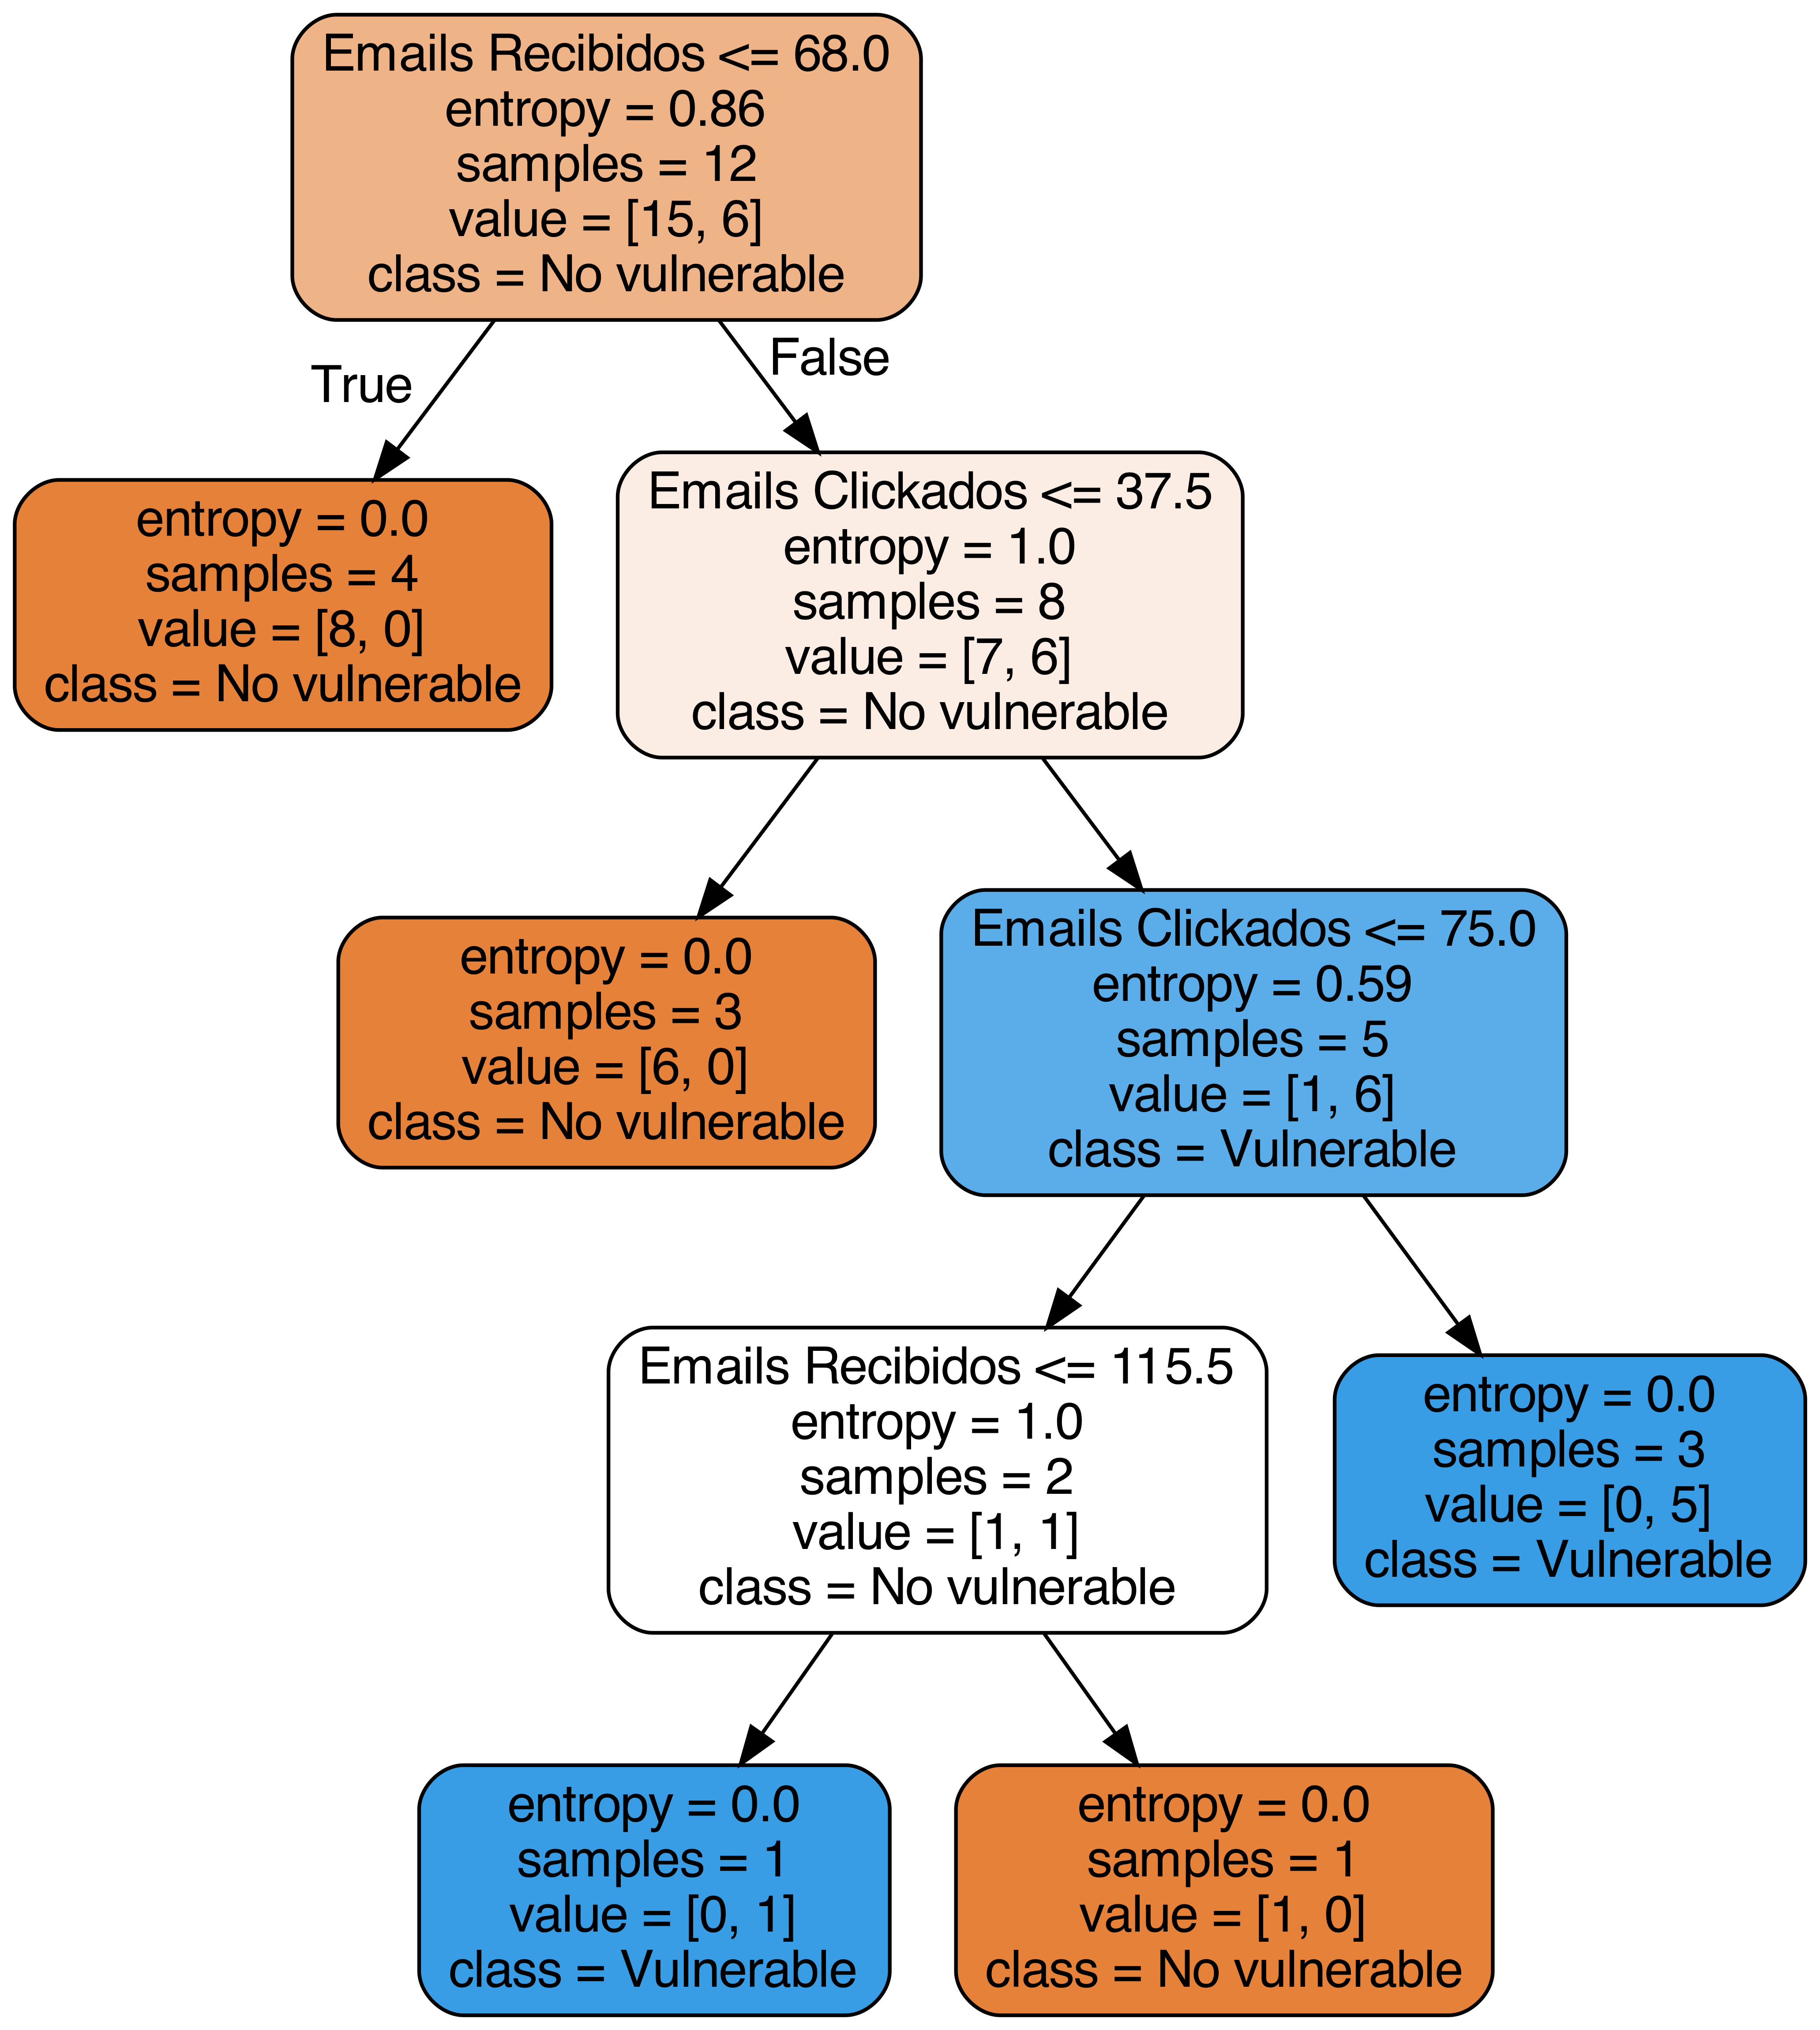 Emails Recibidos <= 68.0
entropy = 0.86
samples = 12
value = [15, 6]
class = No vulnerable
True
False
entropy = 0.0
samples = 4
value = [8, 0]
class = No vulnerable
Emails Clickados <= 37.5
entropy = 1.0
samples = 8
value = [7, 6]
class = No vulnerable
entropy = 0.0
samples = 3
value = [6, 0]
class = No vulnerable
Emails Clickados <= 75.0
entropy = 0.59
samples = 5
value = [1, 6]
class = Vulnerable
Emails Recibidos <= 115.5
entropy = 1.0
samples = 2
value = [1, 1]
class = No vulnerable
entropy = 0.0
samples = 3
value = [0, 5]
class = Vulnerable
entropy = 0.0
samples = 1
value = [0, 1]
class = Vulnerable
entropy = 0.0
samples = 1
value = [1, 0]
class = No vulnerable